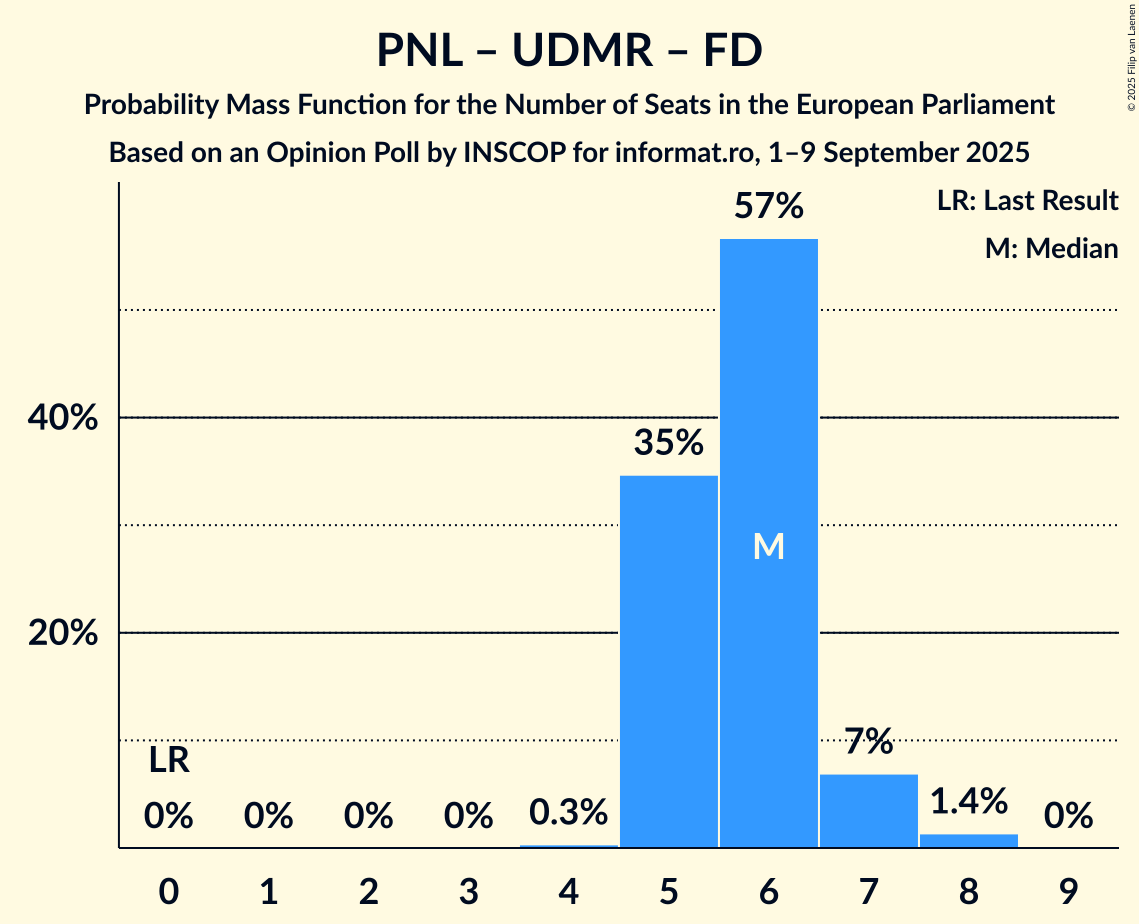 PNL – UDMR – FD
Probability Mass Function for the Number of Seats in the European Parliament
Based on an Opinion Poll by INSCOP for informat.ro, 1–9 September 2025
© 2025 Filip van Laenen
LR: Last Result
M: Median
57%
40%
35%
M
20%
LR
7%
0%
0%
0%
0%
0.3%
1.4%
0%
0
1
2
3
4
5
6
7
8
9